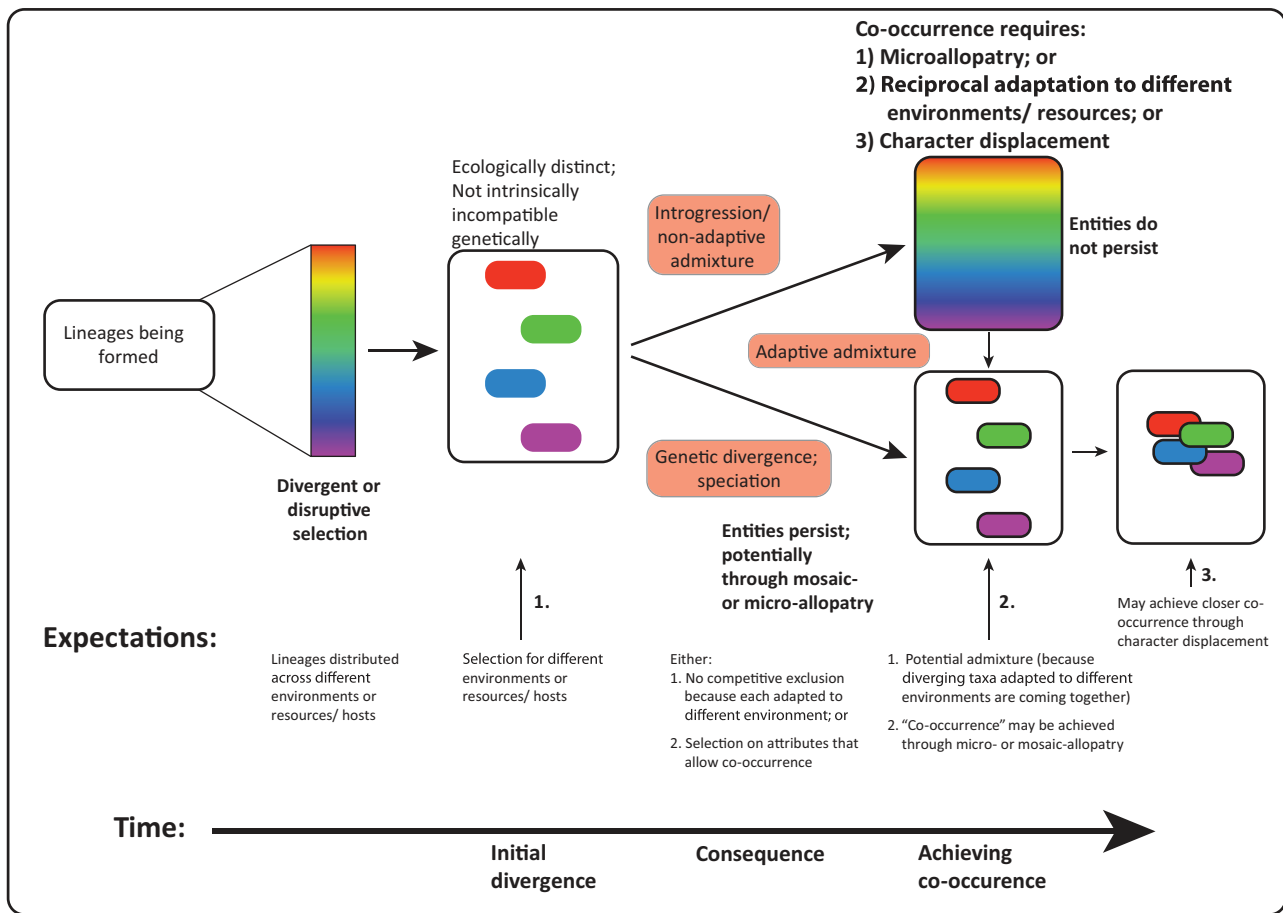 Co-occurrence requires:
1) Microallopatry; or
2) Reciprocal adaptation to different
environments/ resources; or
3) Character displacement
Ecologically distinct;
Not intrinsically
incompatible
genetically
Introgression/
non-adaptive
admixture
Entities do
not persist
Lineages being
formed
Adaptive admixture
Divergent or
disruptive
selection
Genetic divergence;
speciation
Entities persist;
potentially
through mosaic-
or micro-allopatry
1.
2.
3.
May achieve closer co-
occurrence through
character displacement
Expectations:
Lineages distributed
across different
environments or
resources/ hosts
Selection for different
environments or
resources/ hosts
Either:
1. No competitive exclusion
because each adapted to
different environment; or
2. Selection on attributes that
allow co-occurrence
1. Potential admixture (because
diverging taxa adapted to different
environments are coming together)
2. “Co-occurrence” may be achieved
through micro- or mosaic-allopatry
Time:
Initial
divergence
Consequence
Achieving
co-occurence